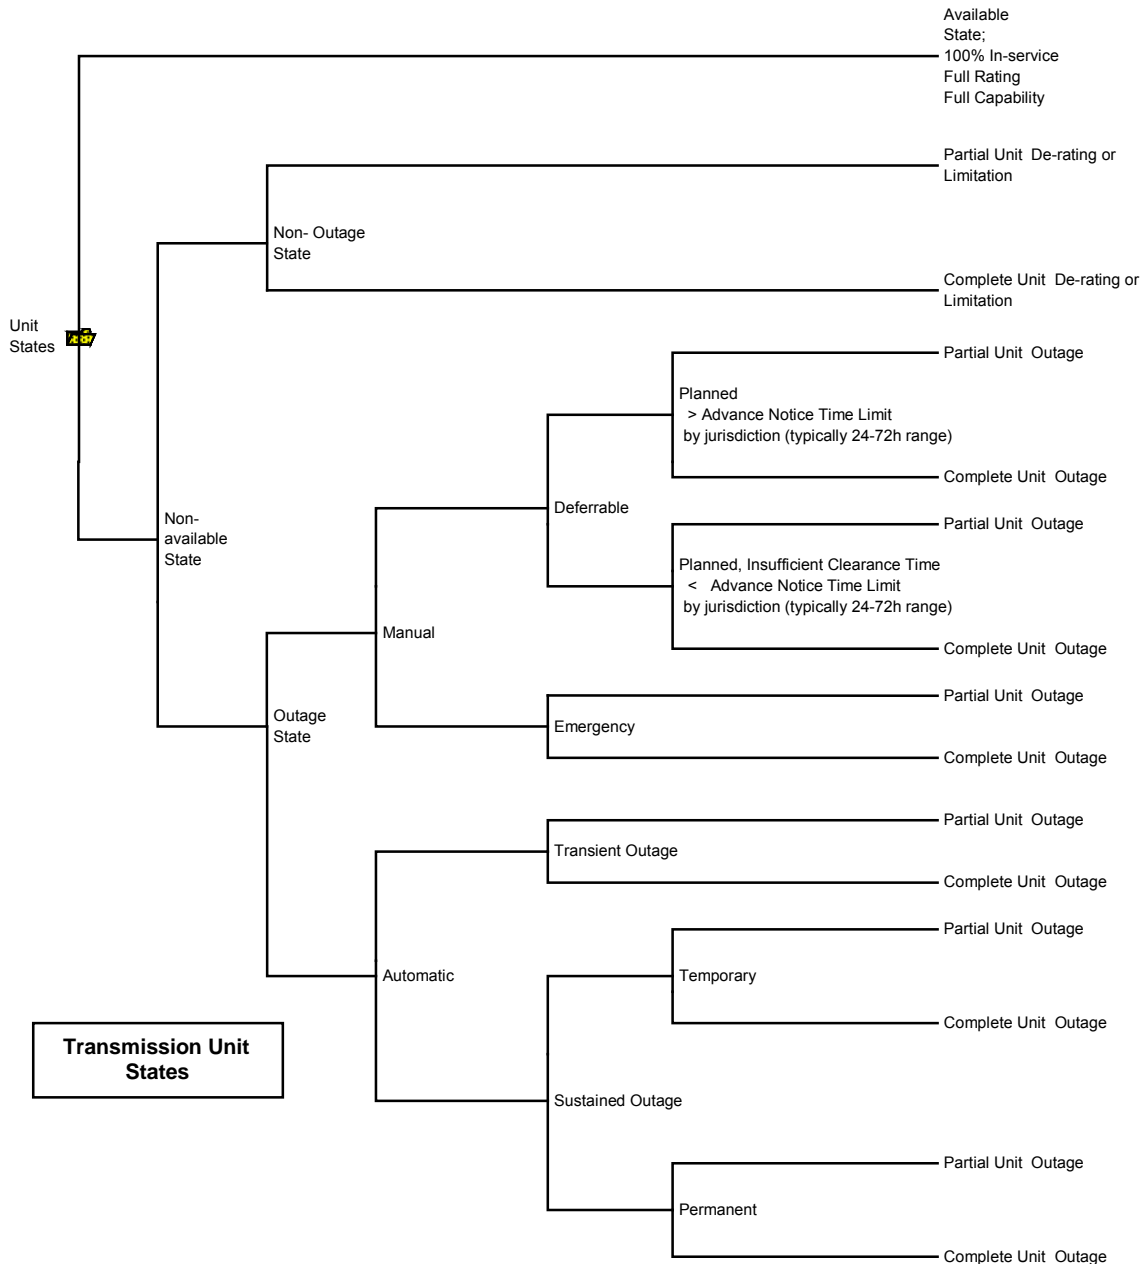 Available
State;
100% In-service
Full Rating
Full Capability
Partial Unit De-rating or
Limitation
Non- Outage
State
Complete Unit De-rating or
Limitation
Unit
States
Partial Unit Outage
Planned
> Advance Notice Time Limit
by jurisdiction (typically 24-72h range)
Complete Unit Outage
Deferrable
Non-
available
State
Partial Unit Outage
Planned, Insufficient Clearance Time
< Advance Notice Time Limit
by jurisdiction (typically 24-72h range)
Complete Unit Outage
Manual
Partial Unit Outage
Outage
State
Emergency
Complete Unit Outage
Partial Unit Outage
Transient Outage
Complete Unit Outage
Partial Unit Outage
Automatic
Temporary
Complete Unit Outage
Transmission Unit
States
Sustained Outage
Partial Unit Outage
Permanent
Complete Unit Outage